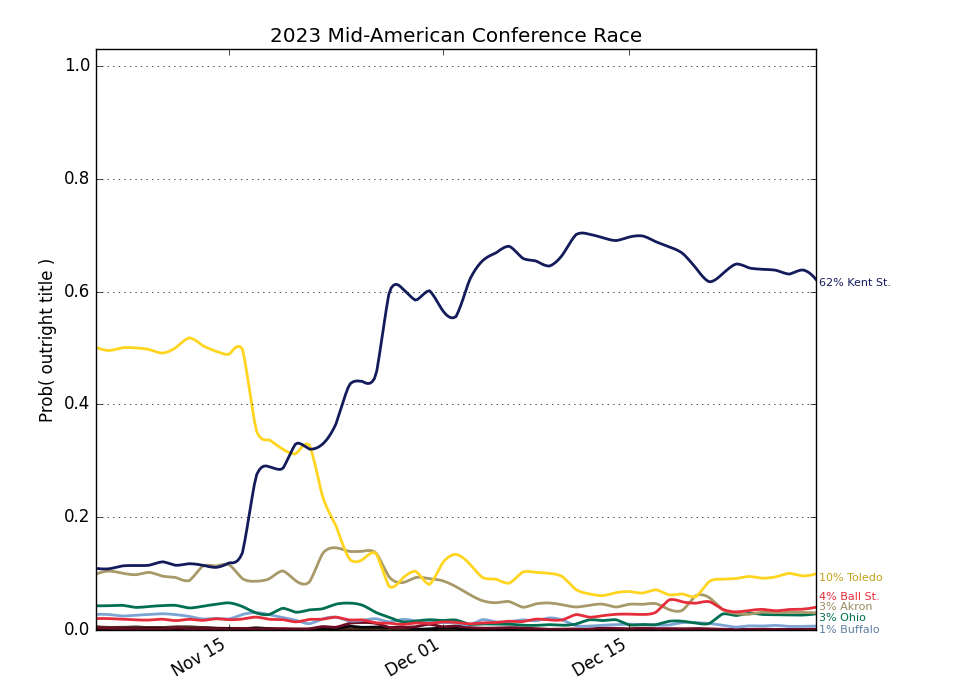 2023 Mid-American Conference Race
Prob( outright title )
1.0
0.8
0.6
0.4
0.2
0.0
62% Kent St.
10% Toledo
4% Ball St.
3% Akron
3% Ohio
1% Buffalo
Nov 15
Dec 01
Dec 15